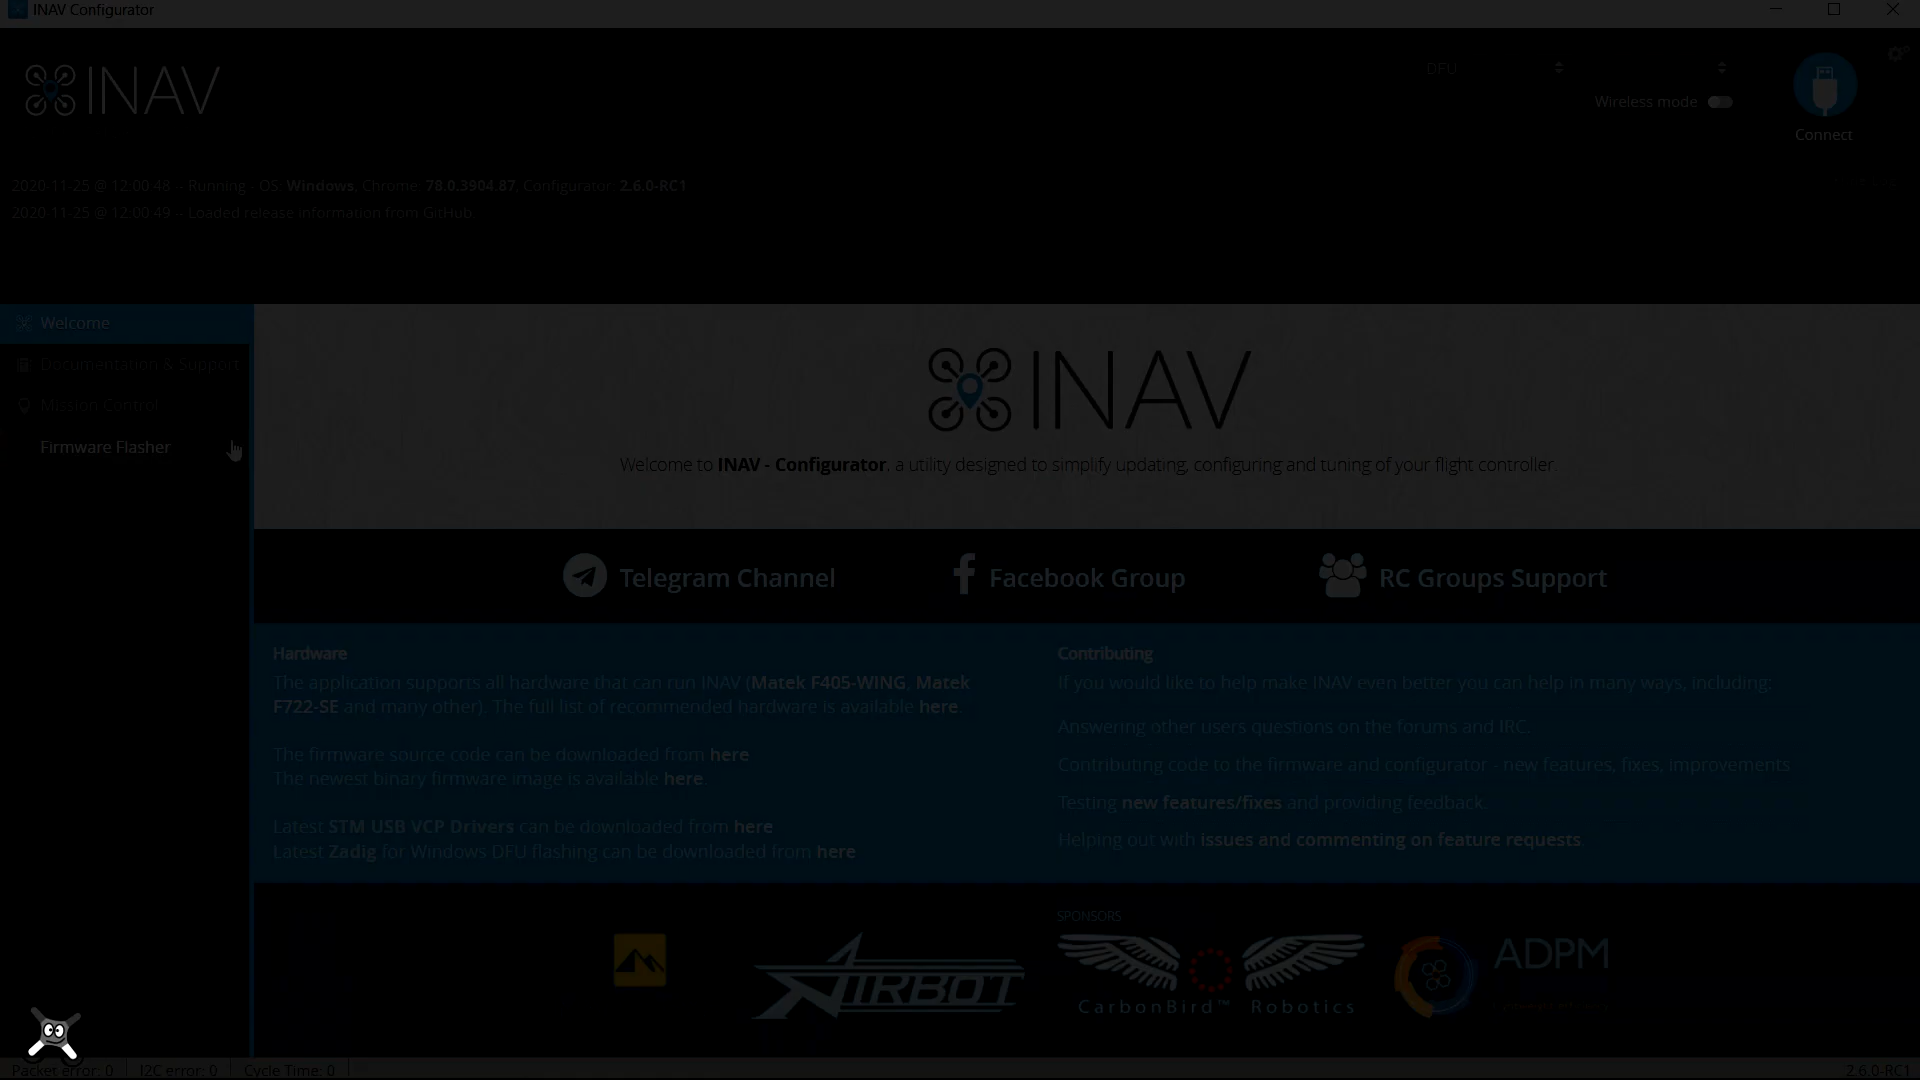 INAV Configurator
INAV
DFU
Wireless mode
Connect
2020-11-25 @ 12:00:48 -- Running - OS: Windows, Chrome: 78.0.3904.87, Configurator: 2.6.0-RC1
2020-11-25 @ 12:00:49 -- Loaded release information from GitHub
Welcome
Documentation & Support
Mission Control
Firmware Flasher
INAV
Welcome to INAV - Configurator, a utility designed to simplify updating, configuring and tuning of your flight controller
Telegram Channel
Facebook Group
RC Groups Support
Hardware
The application supports all hardware that can run INAV (Matek F405-WING, Matek
F722-SE and many other). The full list of recommended hardware is available here.
The firmware source code can be downloaded from here
The newest binary firmware image is available here
Latest STM USB VCP Drivers can be downloaded from here
Latest Zadig for Windows DFU flashing can be downloaded from here
Contributing
If you would like to help make INAV even better you can help in many ways, including:
Answering other users questions on the forums and IRC.
Contributing code to the firmware and configurator - new features, fixes, improvements
Testing new features/fixes and providing feedback.
Helping out with issues and commenting on feature requests.
SPONSORS
AIRBOT
CarbonBird™ Robotics
ADPM
Packet error: 0
I2C error: 0
Cycle Time: 0
2.6.0-RC1